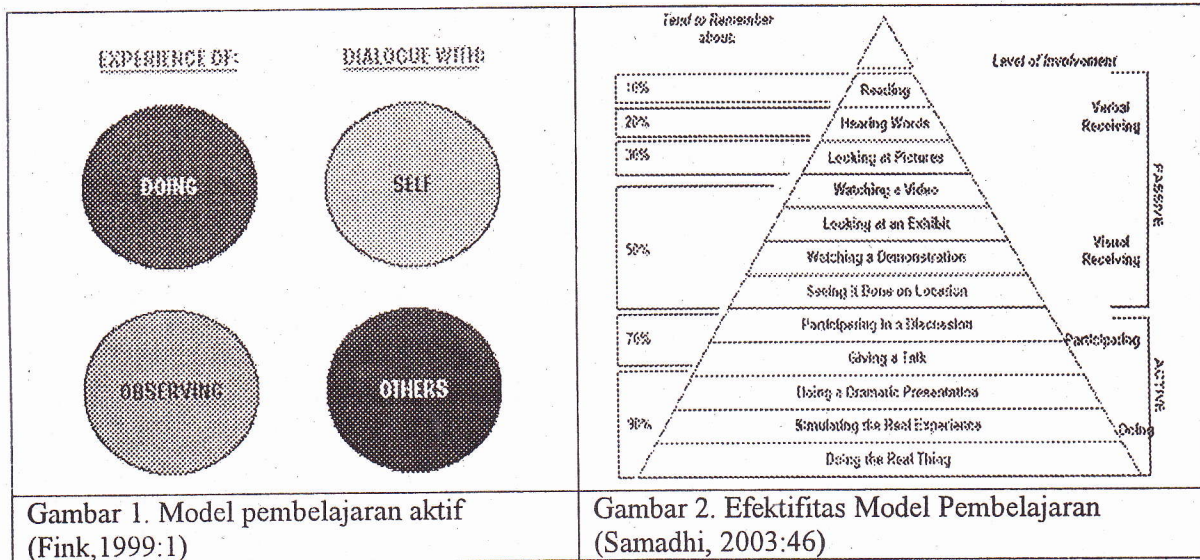 EXPERIENCE OF:
DIALOGUE WITH:
DOING
SELF
OBSERVING
OTHERS
Gambar 1. Model pembelajaran aktif
(Fink,1999:1)
Tend to Remember
about:
Level of Involvement
10%
Reading
20%
Hearing Words
30%
Looking at Pictures
Verbal
Receiving
Watching a Video
Looking at an Exhibit
50%
Watching a Demonstration
Seeing it Done on Location
Visual
Receiving
PASSIVE
Participating in a Discussion
70%
Giving a Talk
Participating
Doing a Dramatic Presentation
90%
Simulating the Real Experience
Doing the Real Thing
Doing
ACTIVE
Gambar 2. Efektifitas Model Pembelajaran
(Samadhi, 2003:46)